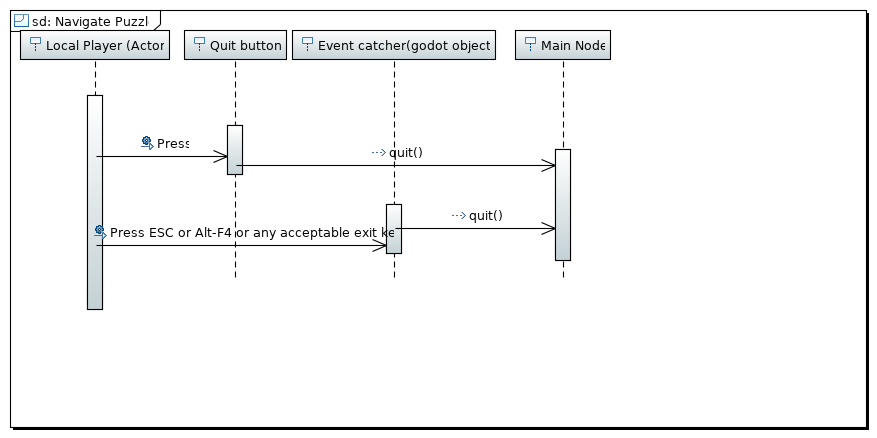 sd: Navigate Puzzl
Local Player (Actor
Quit button
Event catcher(godot object
Main Node
Press
quit()
quit()
Press ESC or Alt-F4 or any acceptable exit ke